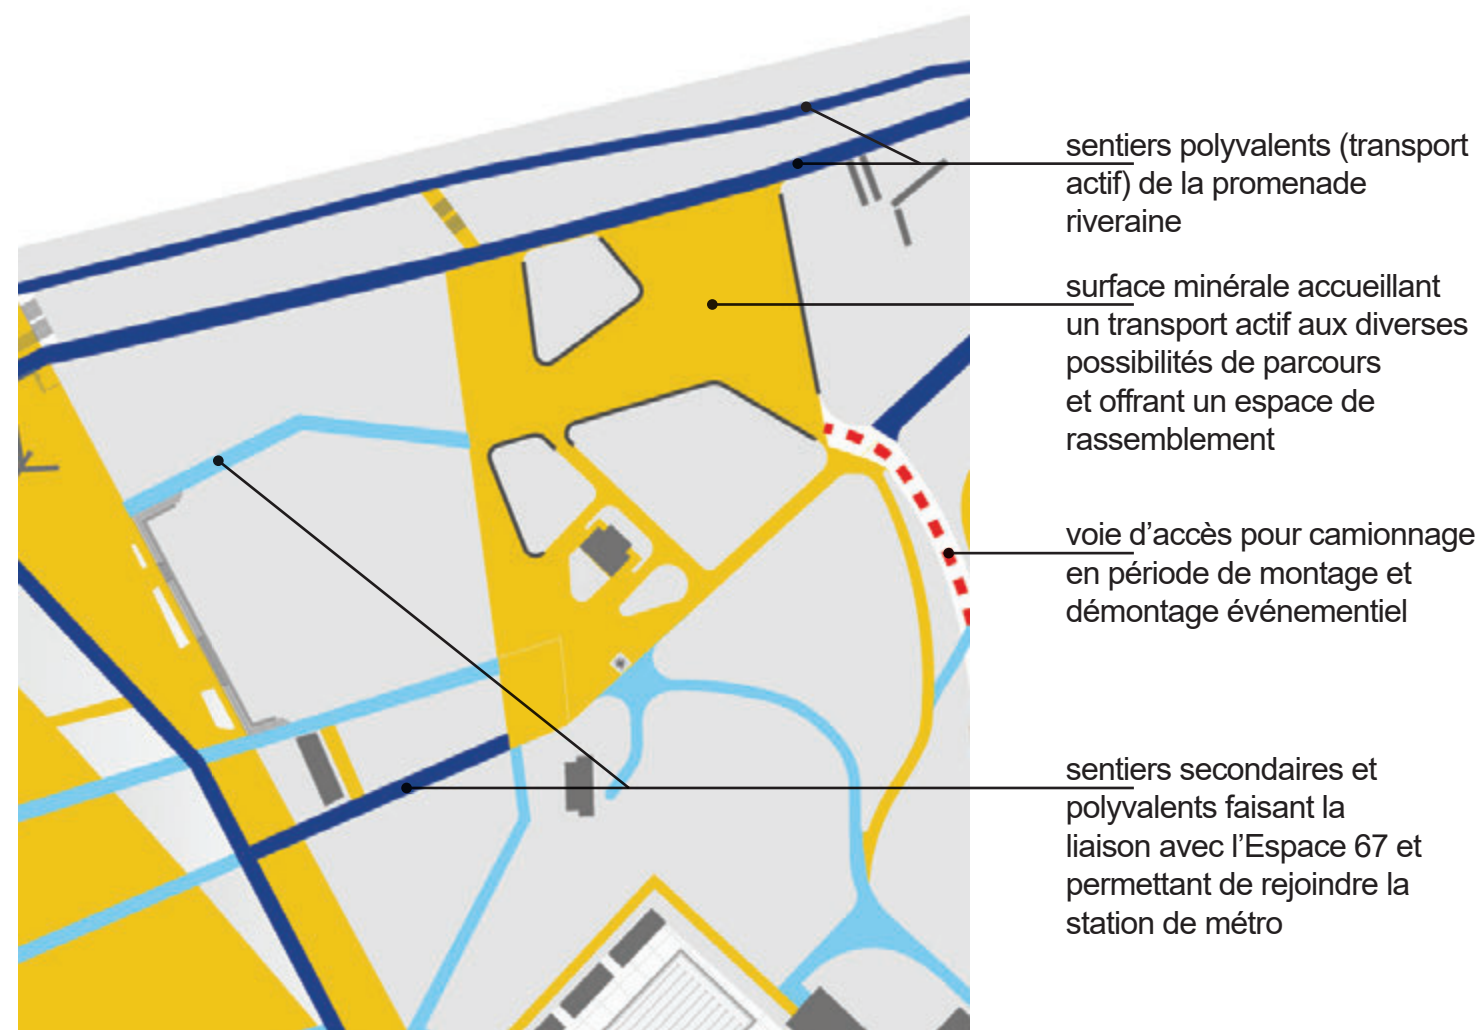 sentiers polyvalents (transport
actif) de la promenade
riveraine
surface minérale accueillant
un transport actif aux diverses
possibilités de parcours
et offrant un espace de
rassemblement
voie d’accès pour camionnage
en période de montage et
démontage événementiel
sentiers secondaires et
polyvalents faisant la
liaison avec l’Espace 67 et
permettant de rejoindre la
station de métro